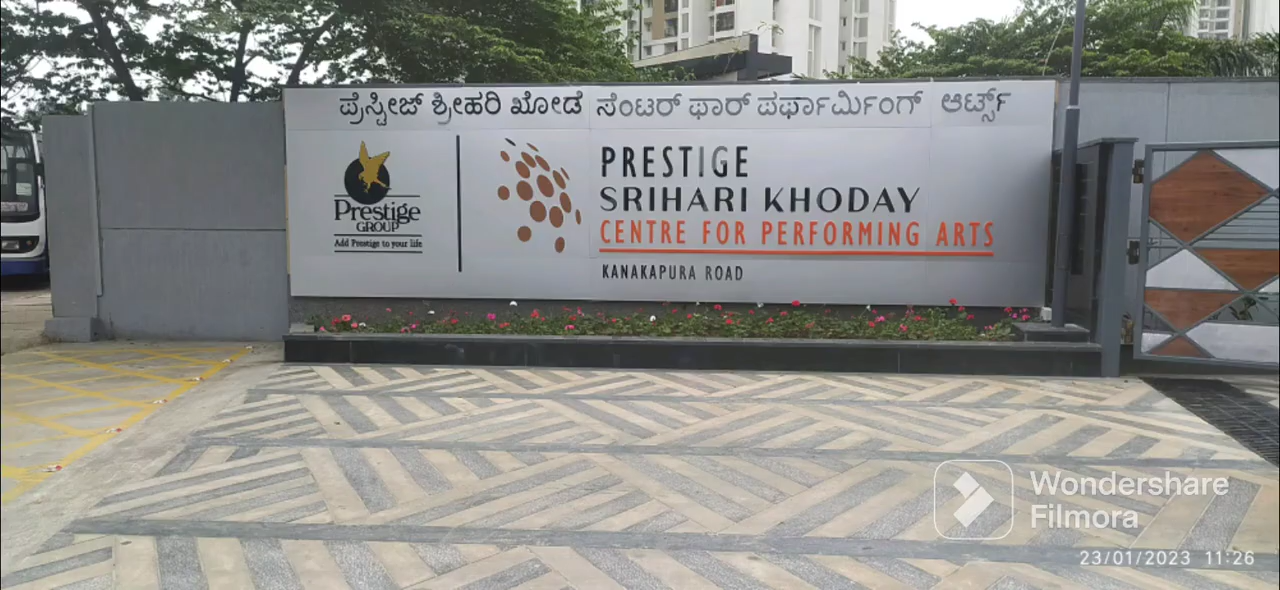 ಪ್ರೆಸ್ಟೀಜ್ ಶ್ರೀಹರಿ ಖೋಡೆ ಸೆಂಟರ್ ಫಾರ್ ಪರ್ಫಾರ್ಮಿಂಗ್ ಆರ್ಟ್ಸ್
Prestige
GROUP
Add Prestige to your life
PRESTIGE
SRIHARI KHODAY
CENTRE FOR PERFORMING ARTS
KANAKAPURA ROAD
Wondershare
Filmora
23/01/2023 11:26